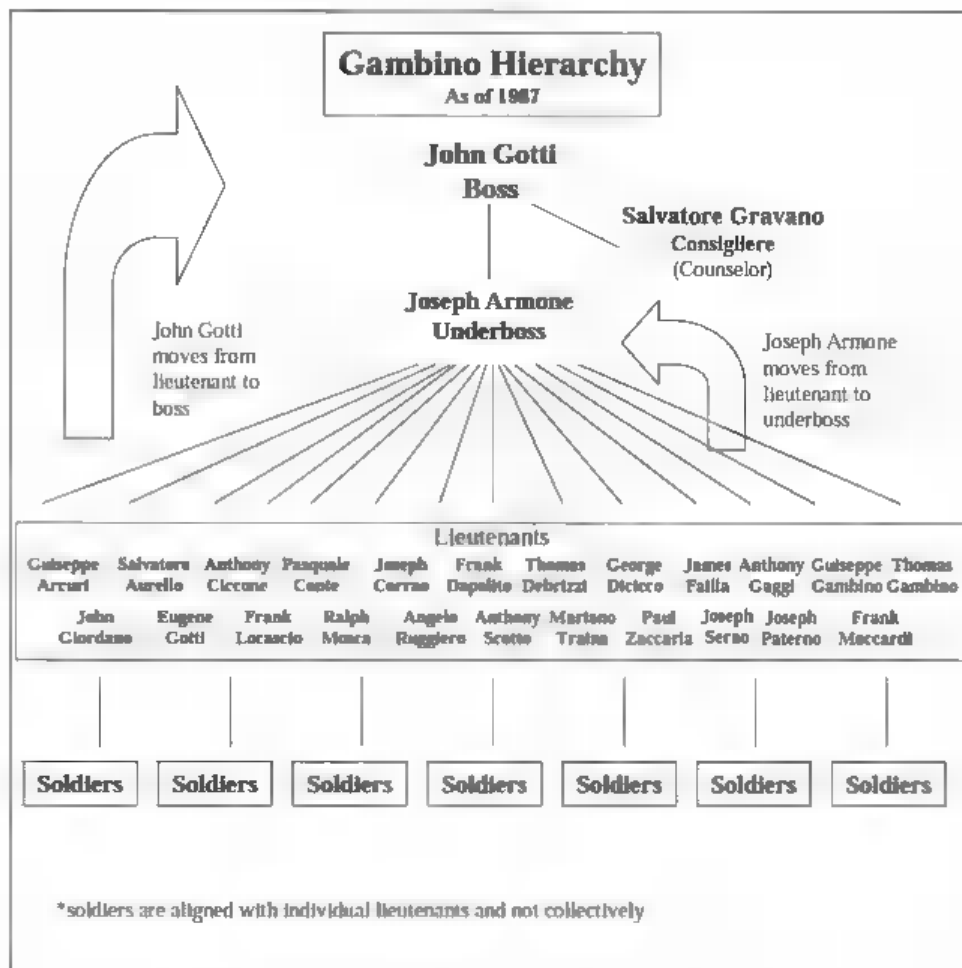 Gambino Hierarchy
As of 1987
John Gotti
Boss
Salvatore Gravano
Consigliere
(Counselor)
Joseph Armone
Underboss
John Gotti
moves from
lieutenant to
boss
Joseph Armone
moves from
lieutenant to
underboss
Lieutenants
Guiseppe Salvatore Anthony Pasquale Joseph Frank Thomas George James Anthony Guiseppe Thomas
Arcuri Aurello Ciccone Conte Corrao Dapolito Debrizzi Failla Gaggi Gambino Gambino
John Eugene Frank Ralph Angelo Anthony Mariano Paul Joseph Joseph Frank
Giordano Gotti Locascio Mosca Ruggiero Scotto Traina Zaccaria Paterno
Soldiers Soldiers Soldiers Soldiers Soldiers Soldiers Soldiers
*soldiers are aligned with individual lieutenants and not collectively